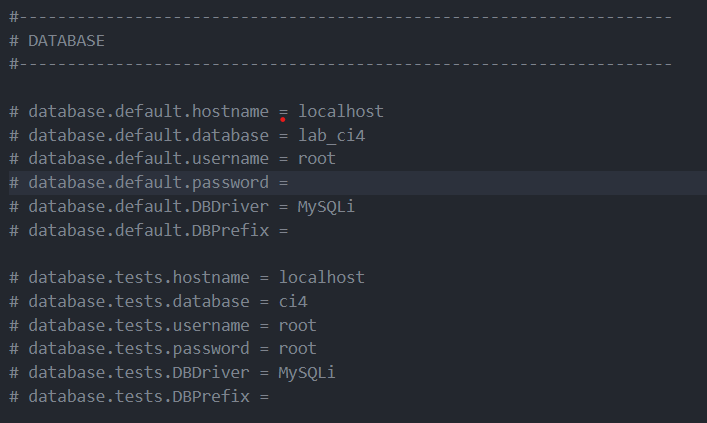 #-------------------------------------------------------------------
# DATABASE
#-------------------------------------------------------------------
# database.default.hostname = localhost
# database.default.database = lab_ci4
# database.default.username = root
# database.default.password =
# database.default.DBDriver = MySQLi
# database.default.DBPrefix =
# database.tests.hostname = localhost
# database.tests.database = ci4
# database.tests.username = root
# database.tests.password = root
# database.tests.DBDriver = MySQLi
# database.tests.DBPrefix =